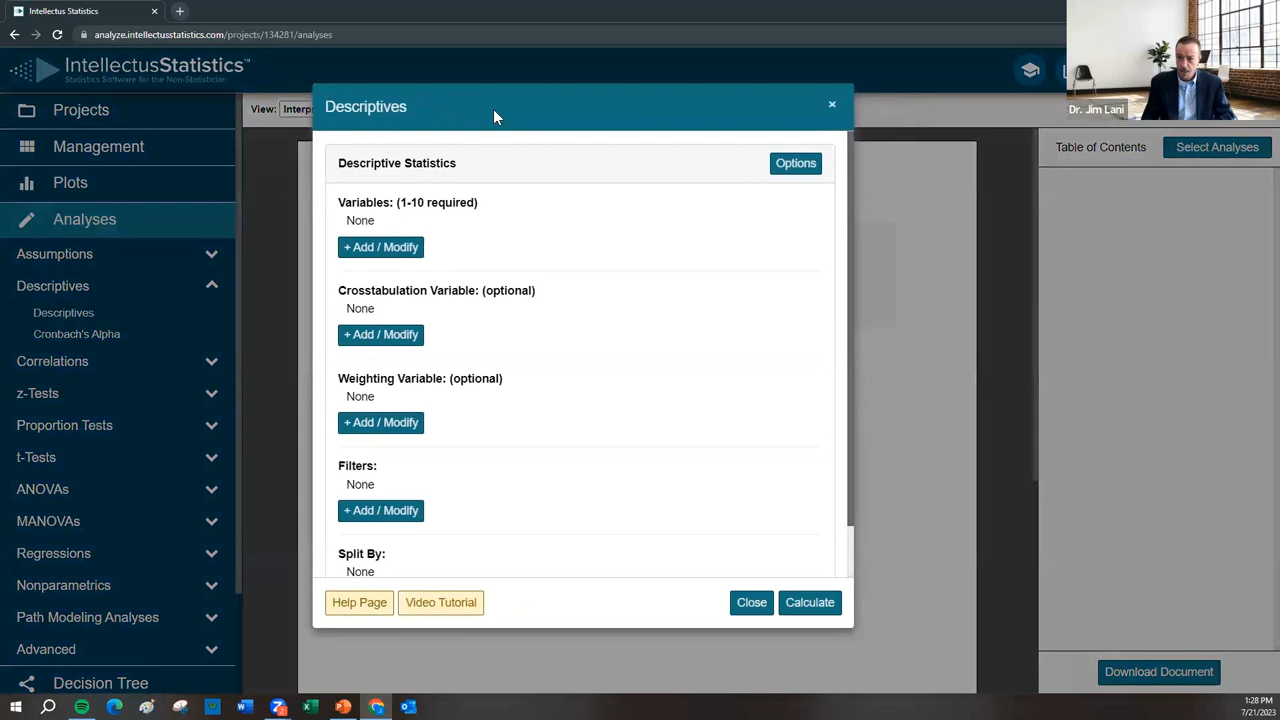 Intellectus Statistics
analyze.intellectusstatistics.com/projects/134281/analyses
IntellectusStatistics™
Statistics Software for the Non-Statistician
Projects
Management
Plots
Analyses
Assumptions
Descriptives
Descriptives
Cronbach's Alpha
Correlations
z-Tests
Proportion Tests
t-Tests
ANOVAs
MANOVAs
Regressions
Nonparametrics
Path Modeling Analyses
Advanced
Decision Tree
View:
Descriptives
×
Descriptive Statistics
Options
Variables: (1-10 required)
None
+ Add / Modify
Crosstabulation Variable: (optional)
None
+ Add / Modify
Weighting Variable: (optional)
None
+ Add / Modify
Filters:
None
+ Add / Modify
Split By:
None
Help Page
Video Tutorial
Close
Calculate
Dr. Jim Lani
Table of Contents
Select Analyses
Download Document
1:28 PM
7/21/2023